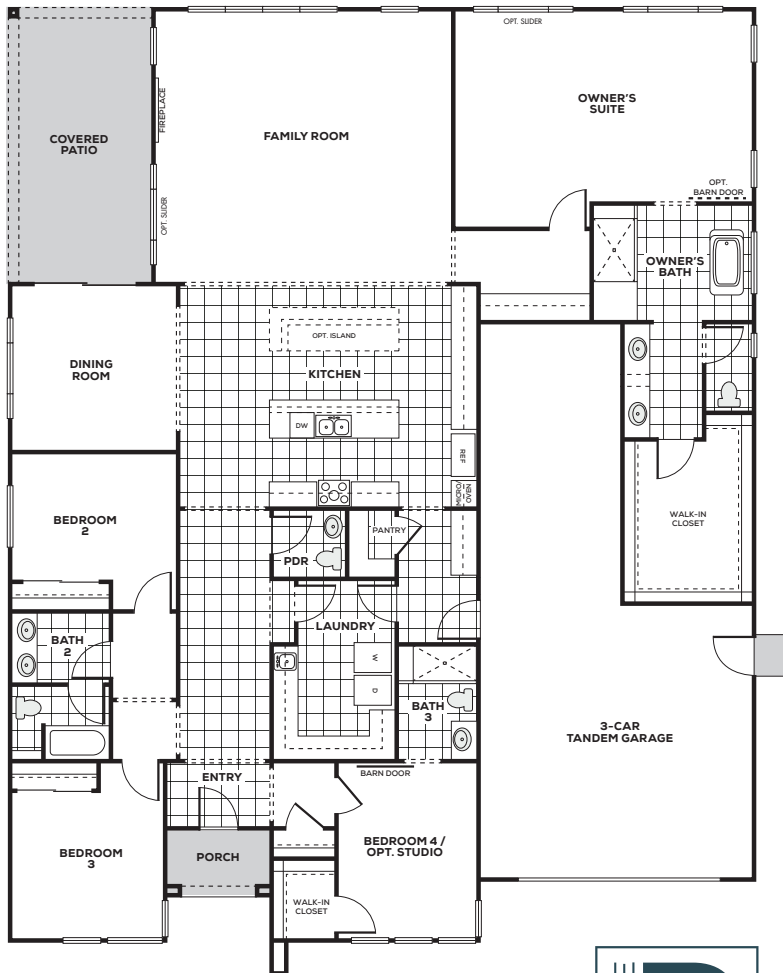 OPT. SLIDER
OWNER'S
SUITE
FIREPLACE
FAMILY ROOM
COVERED
PATIO
OPT.
BARN DOOR
OPT. SLIDER
OWNER'S
BATH
OPT. ISLAND
DINING
ROOM
KITCHEN
DW
REF
MICRO/
OVEN
BEDROOM
2
WALK-IN
CLOSET
PANTRY
PDR
LAUNDRY
BATH
2
W
D
BATH
3
3-CAR
TANDEM GARAGE
ENTRY
BARN DOOR
BEDROOM
3
PORCH
BEDROOM 4 /
OPT. STUDIO
WALK-IN
CLOSET